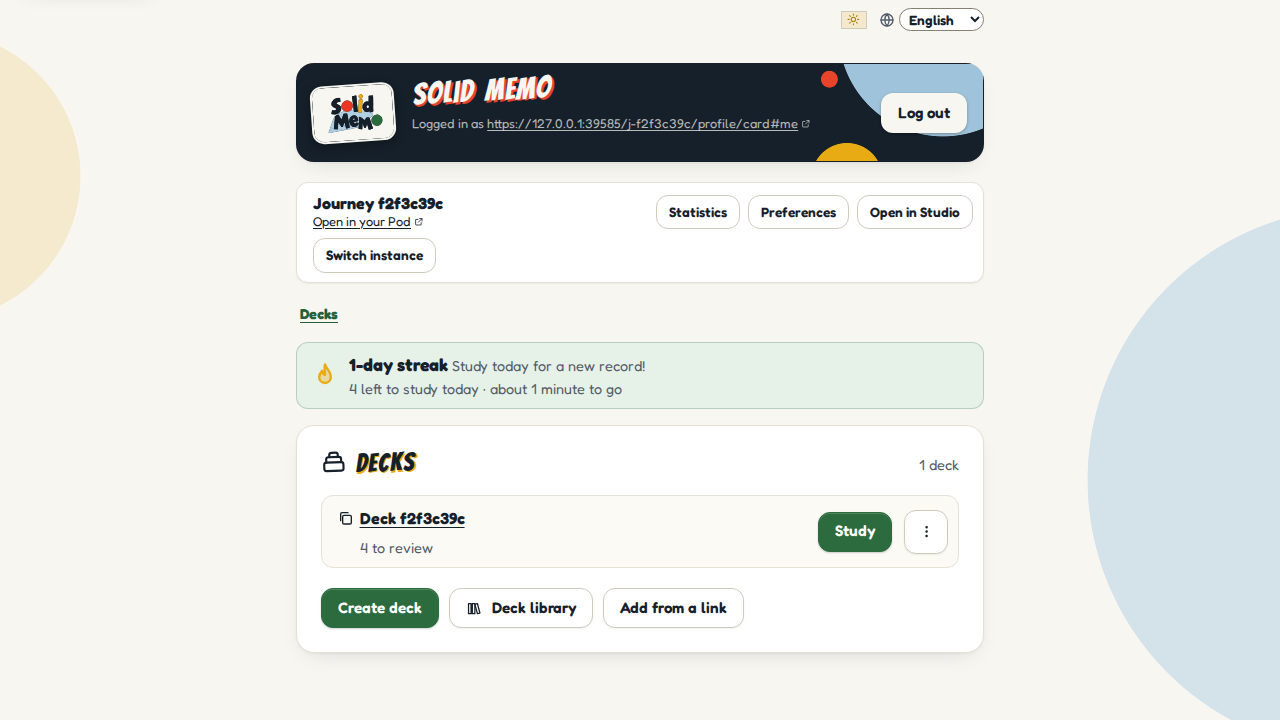 English
Solid Memo
SOLID MEMO
Logged in as https://127.0.0.1:39585/j-f2f3c39c/profile/card#me
Log out
Journey f2f3c39c
Open in your Pod
Statistics
Preferences
Open in Studio
Switch instance
Decks
1-day streak Study today for a new record!
4 left to study today · about 1 minute to go
DECKS
1 deck
Deck f2f3c39c
4 to review
Study
Create deck
Deck library
Add from a link